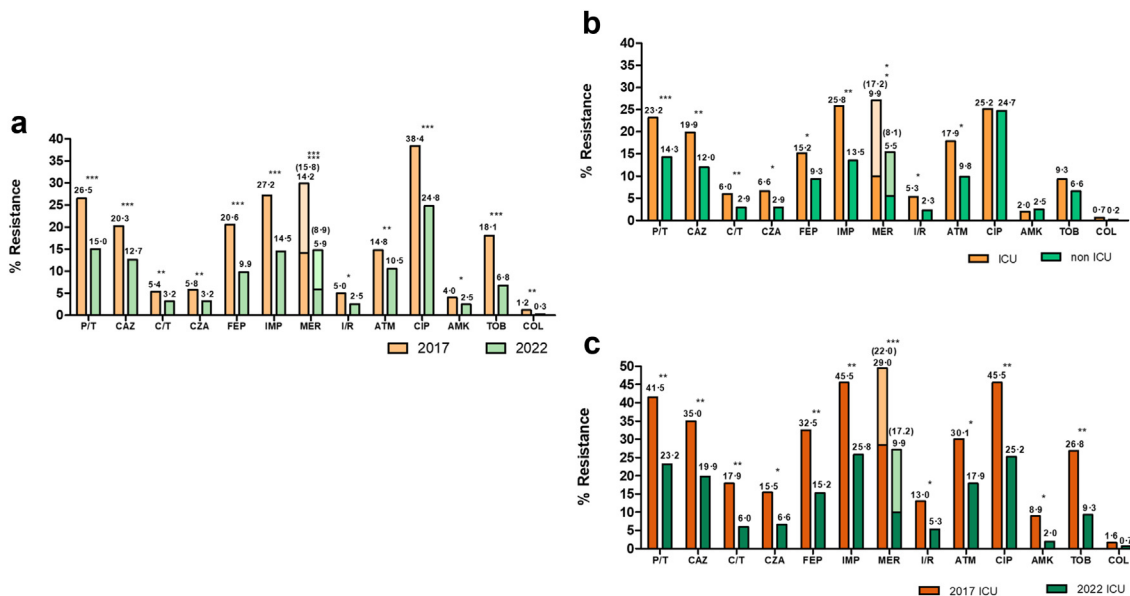 a
% Resistance
40
35
30
25
20
15
10
5
0
26·5 *** 15·0
20·3 *** 12·7
5·4 ** 3·2
5·8 ** 3·2
20·6 *** 9·9
27·2 *** 14·5
***
***
(15·8)
14·2
(8·9)
5·9
5·0 * 2·5
14·8 ** 10·5
38·4 *** 24·8
4·0 * 2·5
18·1 *** 6·8
1·2 ** 0·3
P/T CAZ C/T CZA FEP IMP MER I/R ATM CIP AMK TOB COL
2017 2022
b
% Resistance
40
35
30
25
20
15
10
5
0
23·2 *** 14·3
19·9 ** 12·0
6·0 ** 2·9
6·6 * 2·9
15·2 * 9·3
25·8 ** 13·5
*
*
(17·2)
9·9
(8·1)
5·5
5·3 * 2·3
17·9 * 9·8
25·2 24·7
2·0 2·5
9·3 6·6
0·7 0·2
P/T CAZ C/T CZA FEP IMP MER I/R ATM CIP AMK TOB COL
ICU non ICU
c
% Resistance
50
45
40
35
30
25
20
15
10
5
0
41·5 ** 23·2
35·0 ** 19·9
17·9 ** 6·0
15·5 * 6·6
32·5 ** 15·2
45·5 ** 25·8
***
(22·0)
29·0
(17·2)
9·9
13·0 * 5·3
30·1 * 17·9
45·5 ** 25·2
8·9 * 2·0
26·8 ** 9·3
1·6 0·7
P/T CAZ C/T CZA FEP IMP MER I/R ATM CIP AMK TOB COL
2017 ICU 2022 ICU